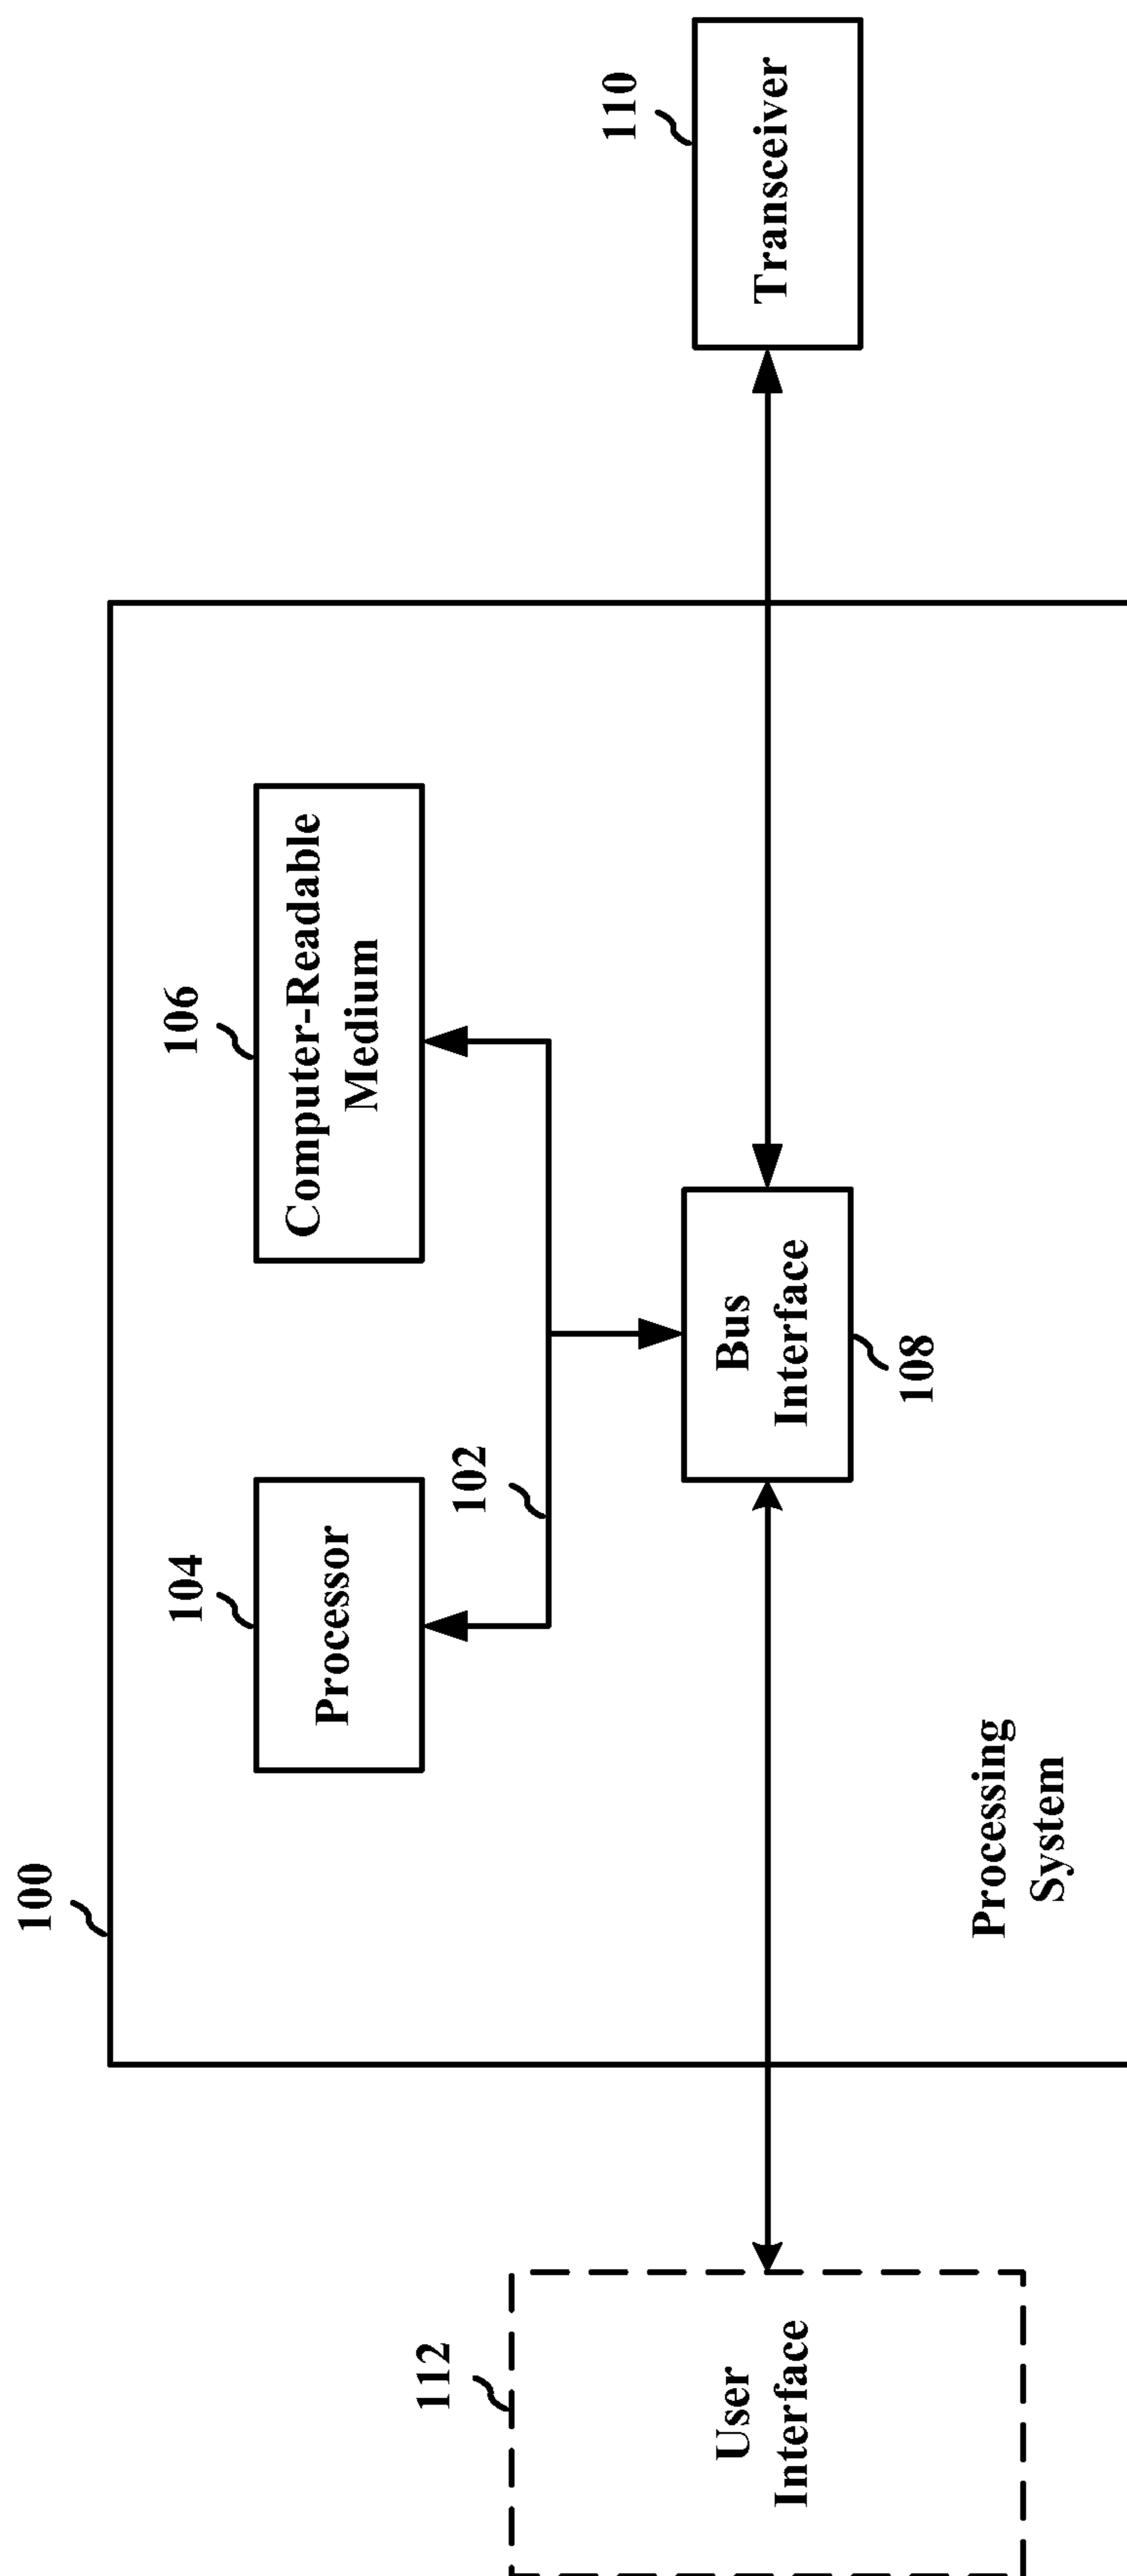 100
104
Processor
106
Computer-Readable
Medium
102
Bus
Interface
108
110
Transceiver
112
User
Interface
Processing
System